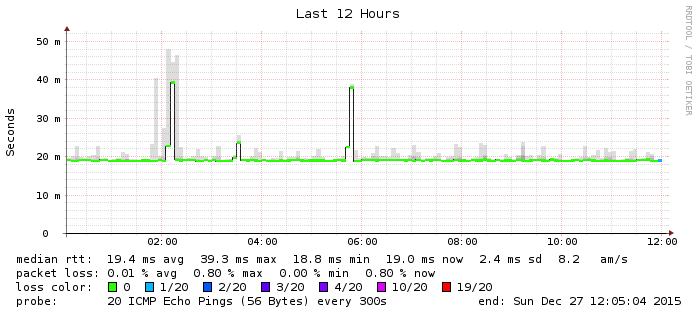 Last 12 Hours
RRDTOOL / TOBI OETIKER
Seconds
50 m
40 m
30 m
20 m
10 m
0
02:00 04:00 06:00 08:00 10:00 12:00
median rtt: 19.4 ms avg 39.3 ms max 18.8 ms min 19.0 ms now 2.4 ms sd 8.2 am/s
packet loss: 0.01 % avg 0.80 % max 0.00 % min 0.80 % now
loss color: 0 1/20 2/20 3/20 4/20 10/20 19/20
probe: 20 ICMP Echo Pings (56 Bytes) every 300s end: Sun Dec 27 12:05:04 2015